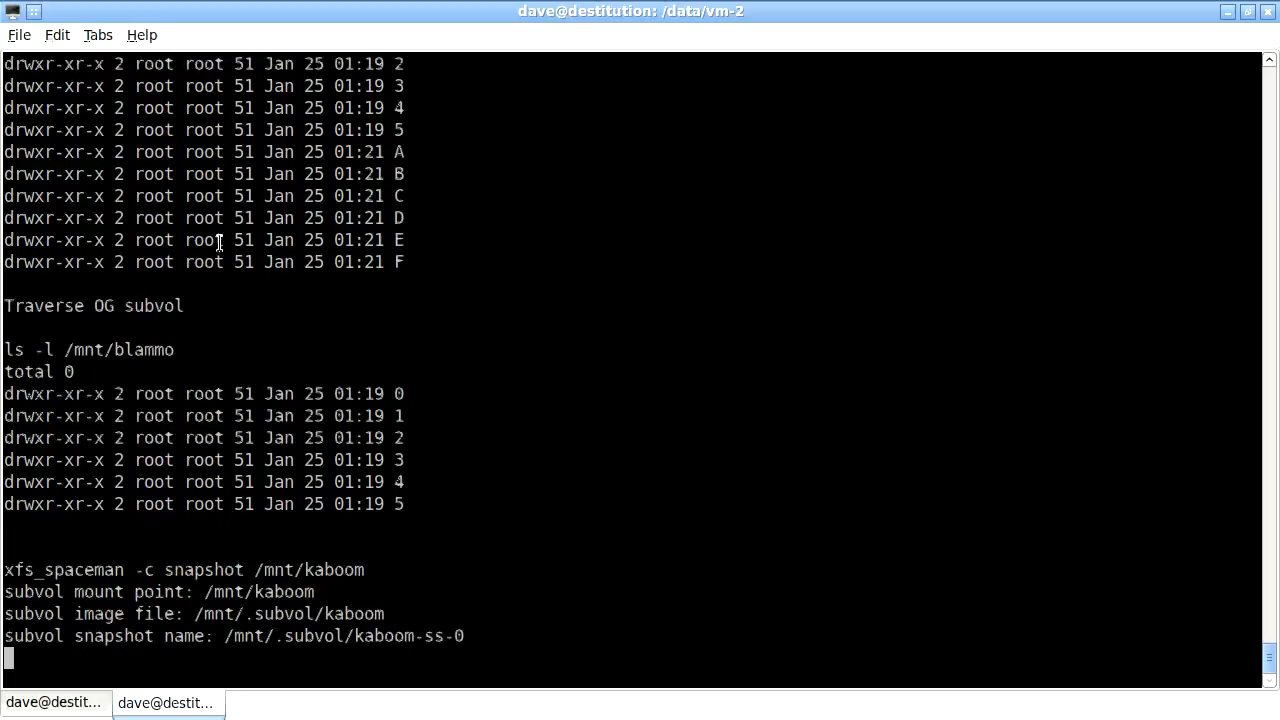 dave@destitution: /data/vm-2
File Edit Tabs Help
drwxr-xr-x 2 root root 51 Jan 25 01:19 2
drwxr-xr-x 2 root root 51 Jan 25 01:19 3
drwxr-xr-x 2 root root 51 Jan 25 01:19 4
drwxr-xr-x 2 root root 51 Jan 25 01:19 5
drwxr-xr-x 2 root root 51 Jan 25 01:21 A
drwxr-xr-x 2 root root 51 Jan 25 01:21 B
drwxr-xr-x 2 root root 51 Jan 25 01:21 C
drwxr-xr-x 2 root root 51 Jan 25 01:21 D
drwxr-xr-x 2 root root 51 Jan 25 01:21 E
drwxr-xr-x 2 root root 51 Jan 25 01:21 F
Traverse OG subvol
ls -l /mnt/blammo
total 0
drwxr-xr-x 2 root root 51 Jan 25 01:19 0
drwxr-xr-x 2 root root 51 Jan 25 01:19 1
drwxr-xr-x 2 root root 51 Jan 25 01:19 2
drwxr-xr-x 2 root root 51 Jan 25 01:19 3
drwxr-xr-x 2 root root 51 Jan 25 01:19 4
drwxr-xr-x 2 root root 51 Jan 25 01:19 5
xfs_spaceman -c snapshot /mnt/kaboom
subvol mount point: /mnt/kaboom
subvol image file: /mnt/.subvol/kaboom
subvol snapshot name: /mnt/.subvol/kaboom-ss-0
dave@destit... dave@destit...